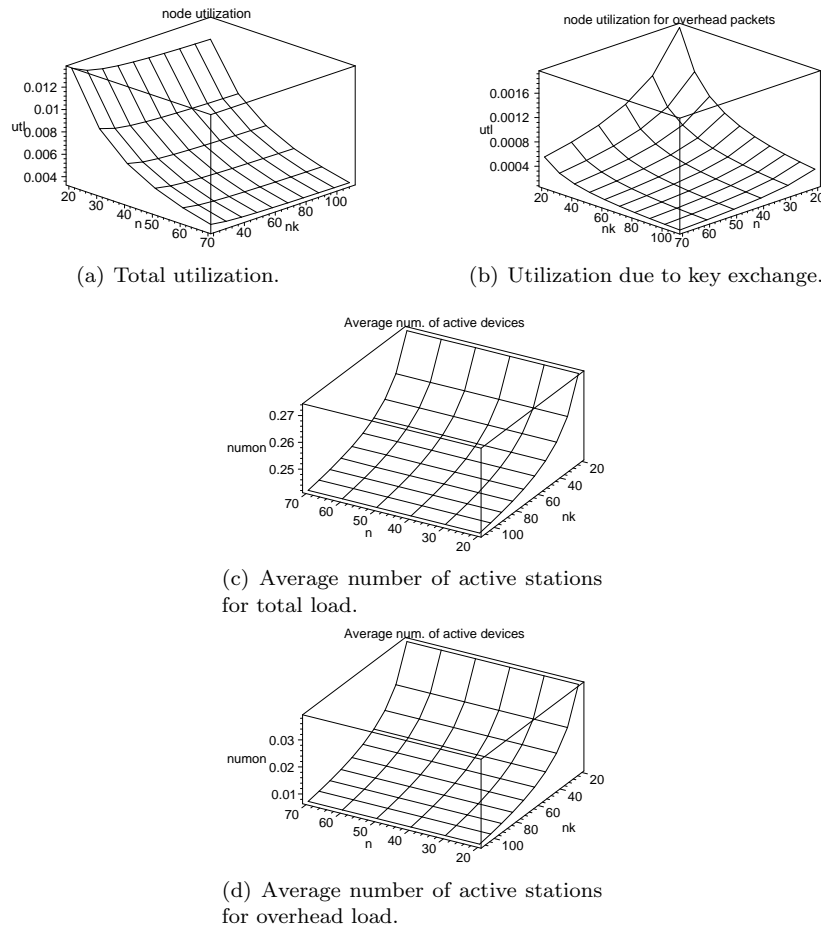 node utilization
0.012
0.01
utl
0.008
0.006
0.004
20
30
40
n
50
60
70
40
60
nk
80
100
(a) Total utilization.
node utilization for overhead packets
0.0016
0.0012
utl
0.0008
0.0004
20
40
60
nk
80
100
70
60
50
n
40
30
20
(b) Utilization due to key exchange.
Average num. of active devices
0.27
0.26
numon
0.25
70
60
50
n
40
30
20
100
80
nk
60
40
20
(c) Average number of active stations
for total load.
Average num. of active devices
0.03
numon
0.02
0.01
70
60
50
n
40
30
20
100
80
nk
60
40
20
(d) Average number of active stations
for overhead load.